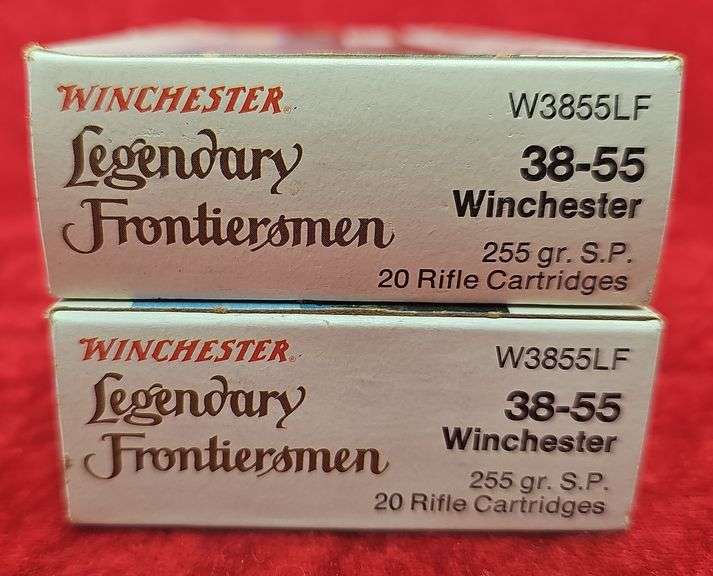 WINCHESTER®
Legendary
Frontiersmen
W3855LF
38-55
Winchester
255 gr. S.P.
20 Rifle Cartridges
WINCHESTER®
Legendary
Frontiersmen
W3855LF
38-55
Winchester
255 gr. S.P.
20 Rifle Cartridges